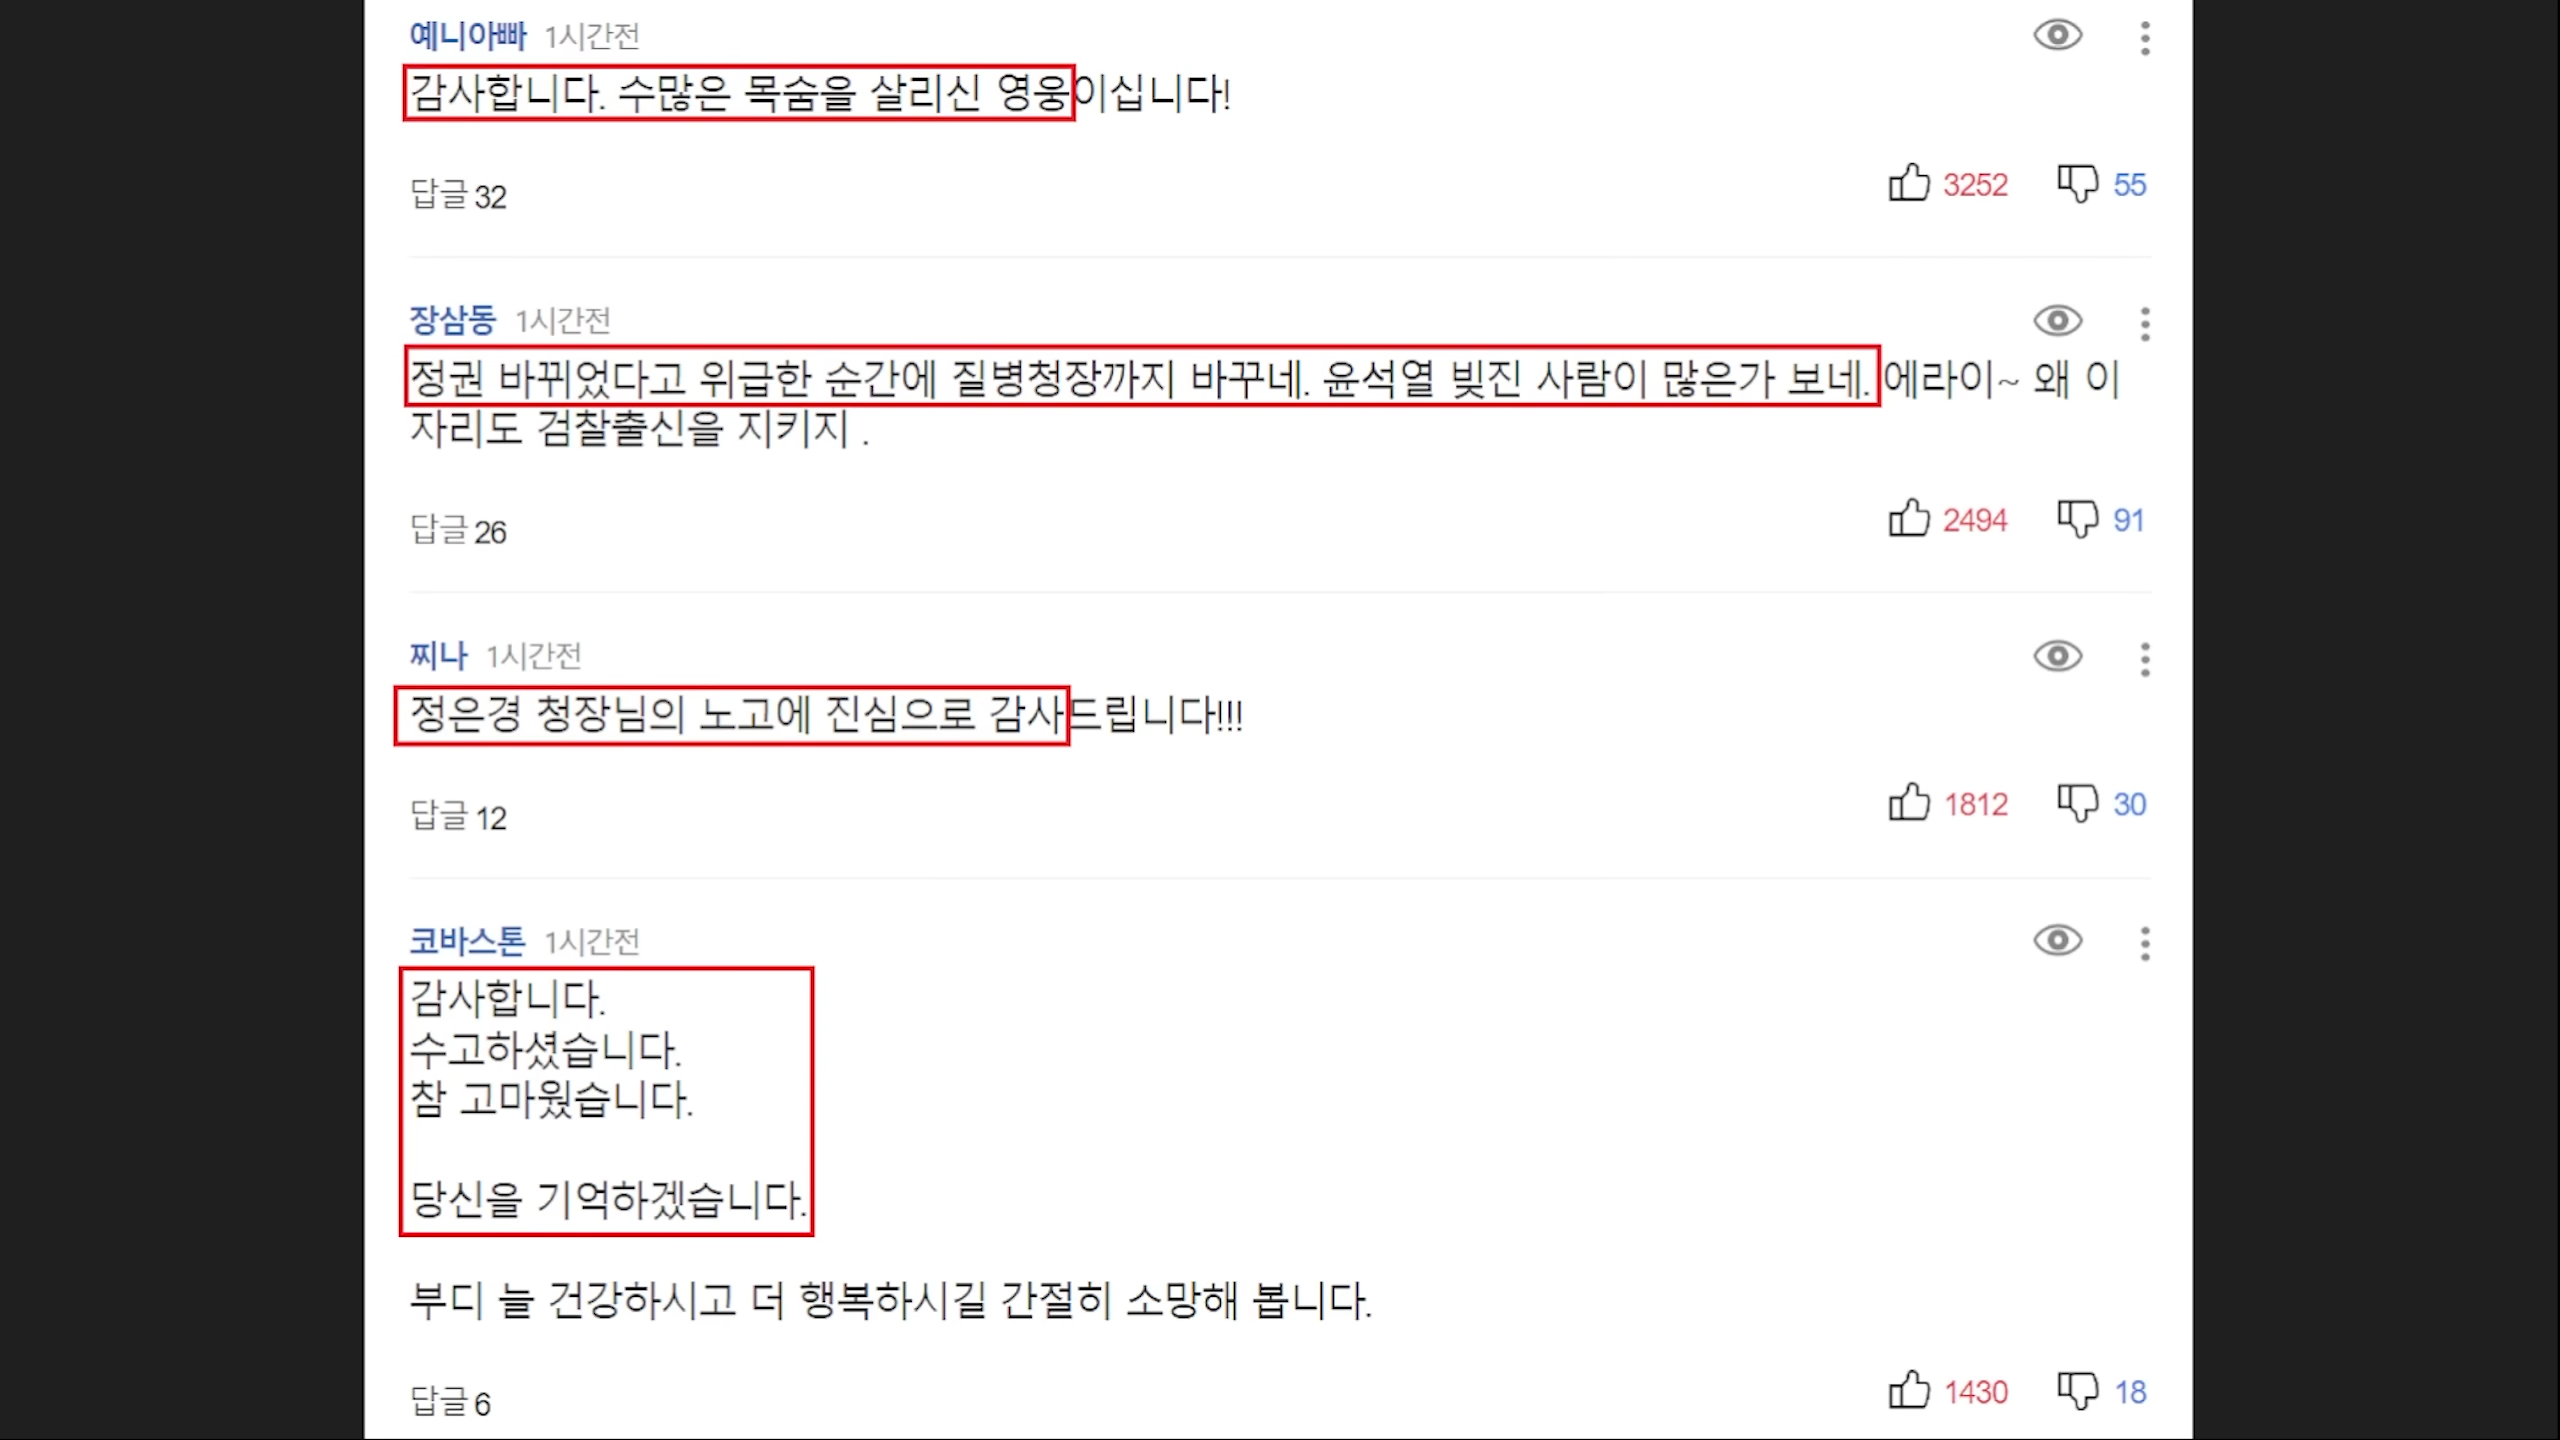 예니아빠 1시간전
감사합니다. 수많은 목숨을 살리신 영웅이십니다!
답글 32 3252 55
장삼동 1시간전
정권 바뀌었다고 위급한 순간에 질병청장까지 바꾸네. 윤석열 빚진 사람이 많은가 보네. 에라이~ 왜 이
자리도 검찰출신을 지키지 .
답글 26 2494 91
찌나 1시간전
정은경 청장님의 노고에 진심으로 감사드립니다!!!
답글 12 1812 30
코바스톤 1시간전
감사합니다.
수고하셨습니다.
참 고마웠습니다.
당신을 기억하겠습니다.
부디 늘 건강하시고 더 행복하시길 간절히 소망해 봅니다.
답글 6 1430 18